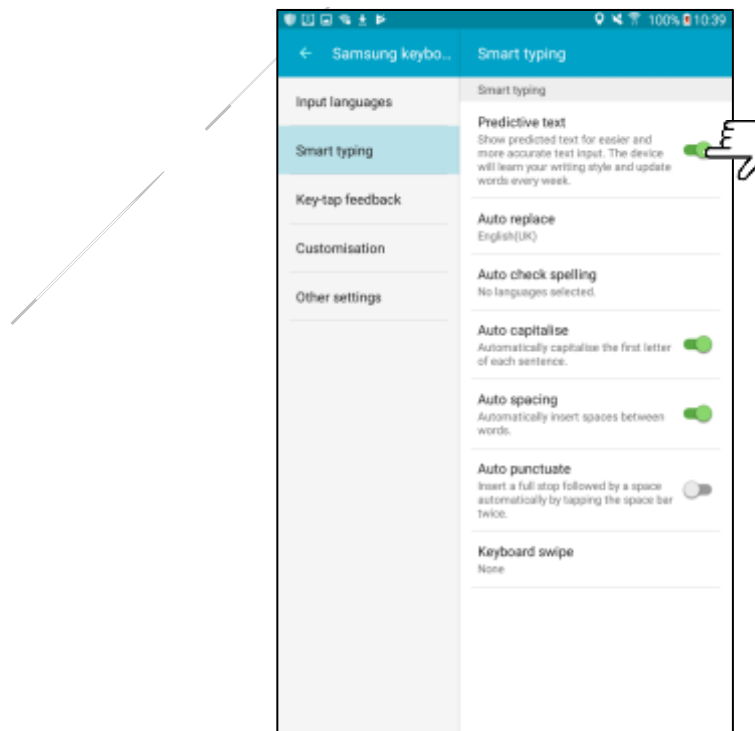 100% 10:39
Samsung keybo...
Smart typing
Input languages
Smart typing
Key-tap feedback
Customisation
Other settings
Smart typing
Predictive text
Show predicted text for easier and
more accurate text input. The device
will learn your writing style and update
words every week.
Auto replace
English(UK)
Auto check spelling
No languages selected.
Auto capitalise
Automatically capitalise the first letter
of each sentence.
Auto spacing
Automatically insert spaces between
words.
Auto punctuate
Insert a full stop followed by a space
automatically by tapping the space bar
twice.
Keyboard swipe
None